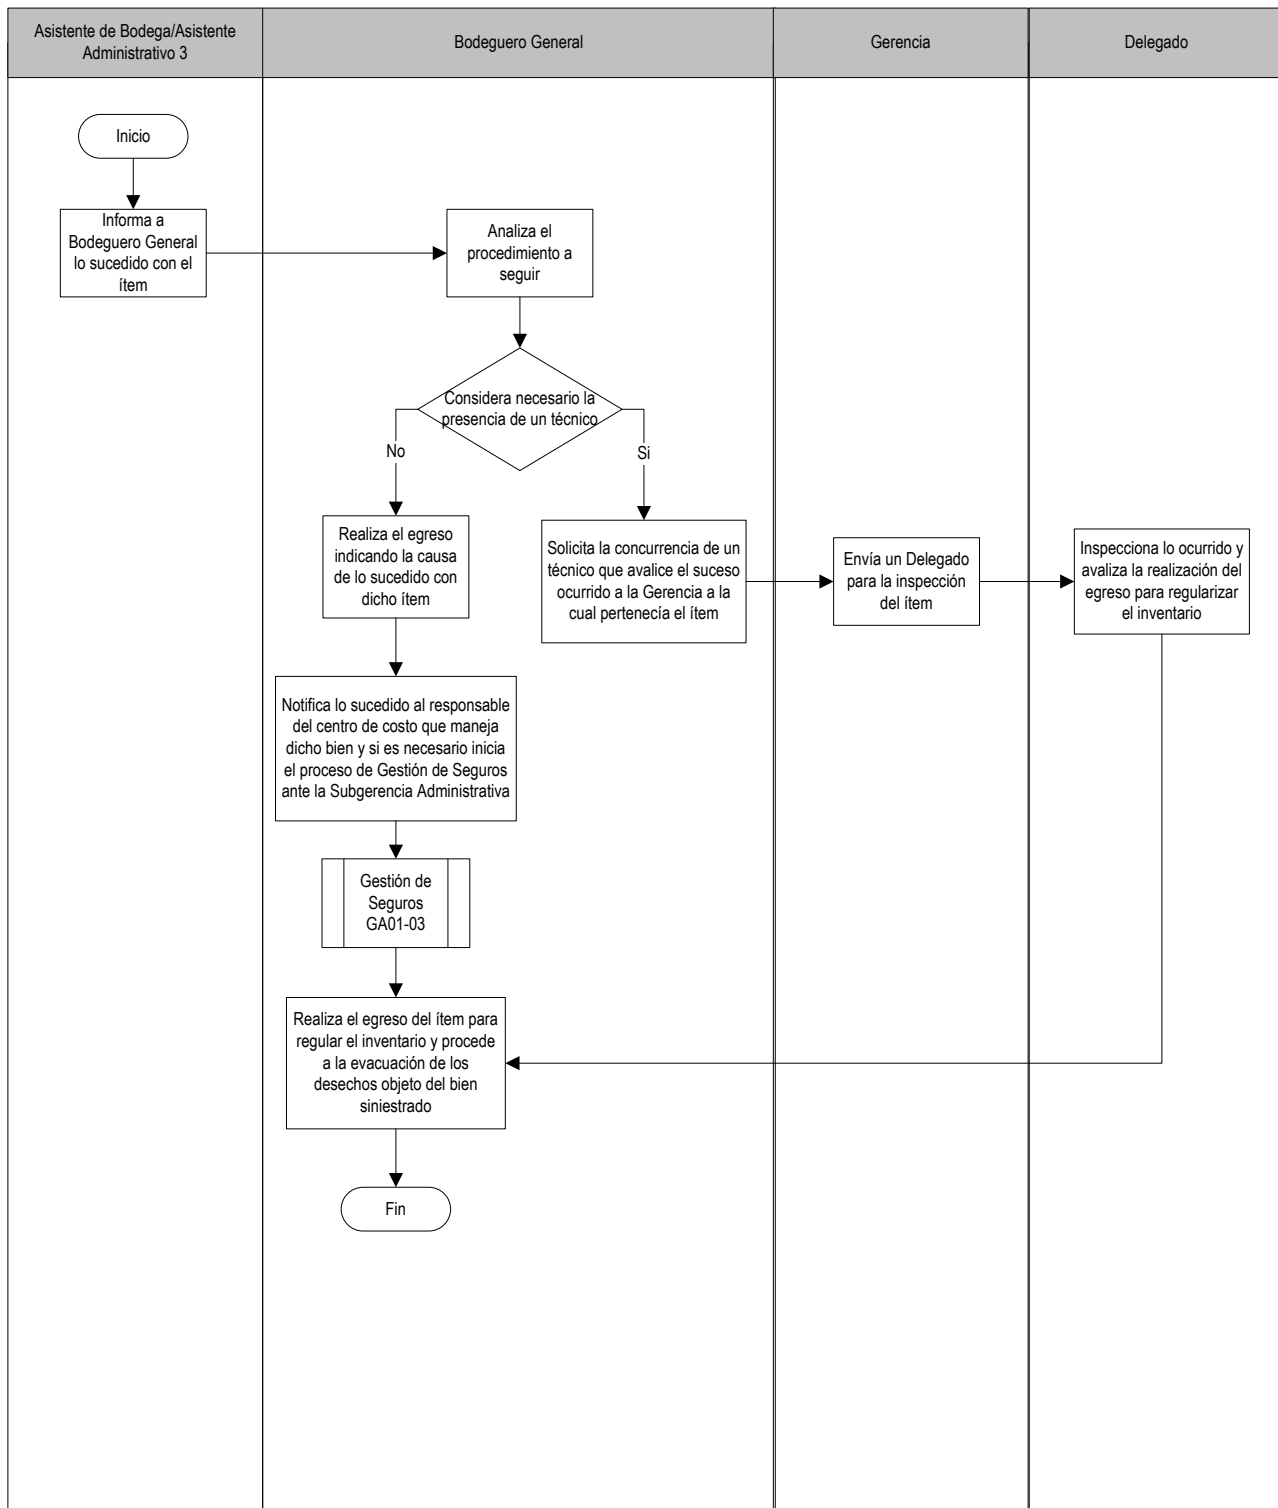 Asistente de Bodega/Asistente
Administrativo 3
Bodeguero General
Gerencia
Delegado
Inicio
Informa a
Bodeguero General
lo sucedido con el
ítem
Analiza el
procedimiento a
seguir
Considera necesario la
presencia de un técnico
No
Si
Realiza el egreso
indicando la causa
de lo sucedido con
dicho ítem
Solicita la concurrencia de un
técnico que avalice el suceso
ocurrido a la Gerencia a la
cual pertenecía el ítem
Envía un Delegado
para la inspección
del ítem
Inspecciona lo ocurrido y
avaliza la realización del
egreso para regularizar
el inventario
Notifica lo sucedido al responsable
del centro de costo que maneja
dicho bien y si es necesario inicia
el proceso de Gestión de Seguros
ante la Subgerencia Administrativa
Gestión de
Seguros
GA01-03
Realiza el egreso del ítem para
regular el inventario y procede
a la evacuación de los
desechos objeto del bien
siniestrado
Fin